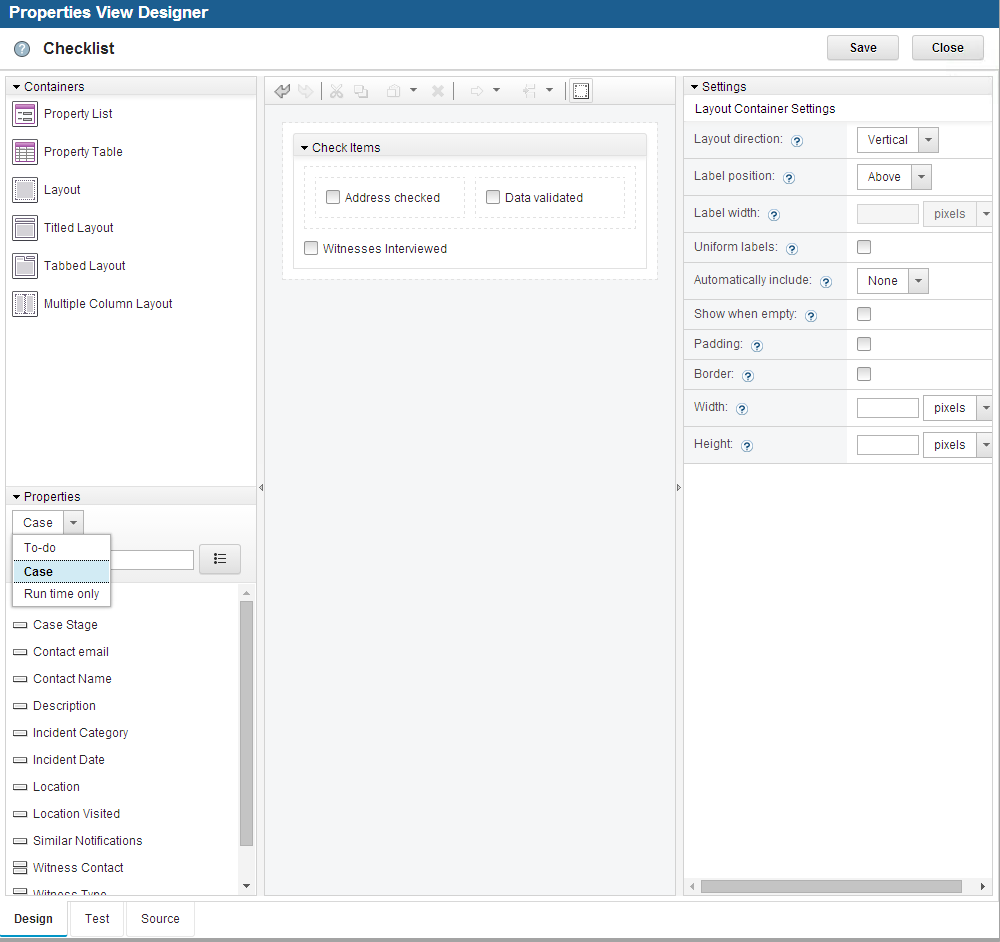 Properties View Designer
Checklist
Save
Close
Containers
Property List
Property Table
Layout
Titled Layout
Tabbed Layout
Multiple Column Layout
Properties
Case
To-do
Case
Run time only
Case Stage
Contact email
Contact Name
Description
Incident Category
Incident Date
Location
Location Visited
Similar Notifications
Witness Contact
Witness Type
Check Items
Address checked
Data validated
Witnesses Interviewed
Settings
Layout Container Settings
Layout direction: ? Vertical
Label position: ? Above
Label width: ? pixels
Uniform labels: ?
Automatically include: ? None
Show when empty: ?
Padding: ?
Border: ?
Width: ? pixels
Height: ? pixels
Design
Test
Source